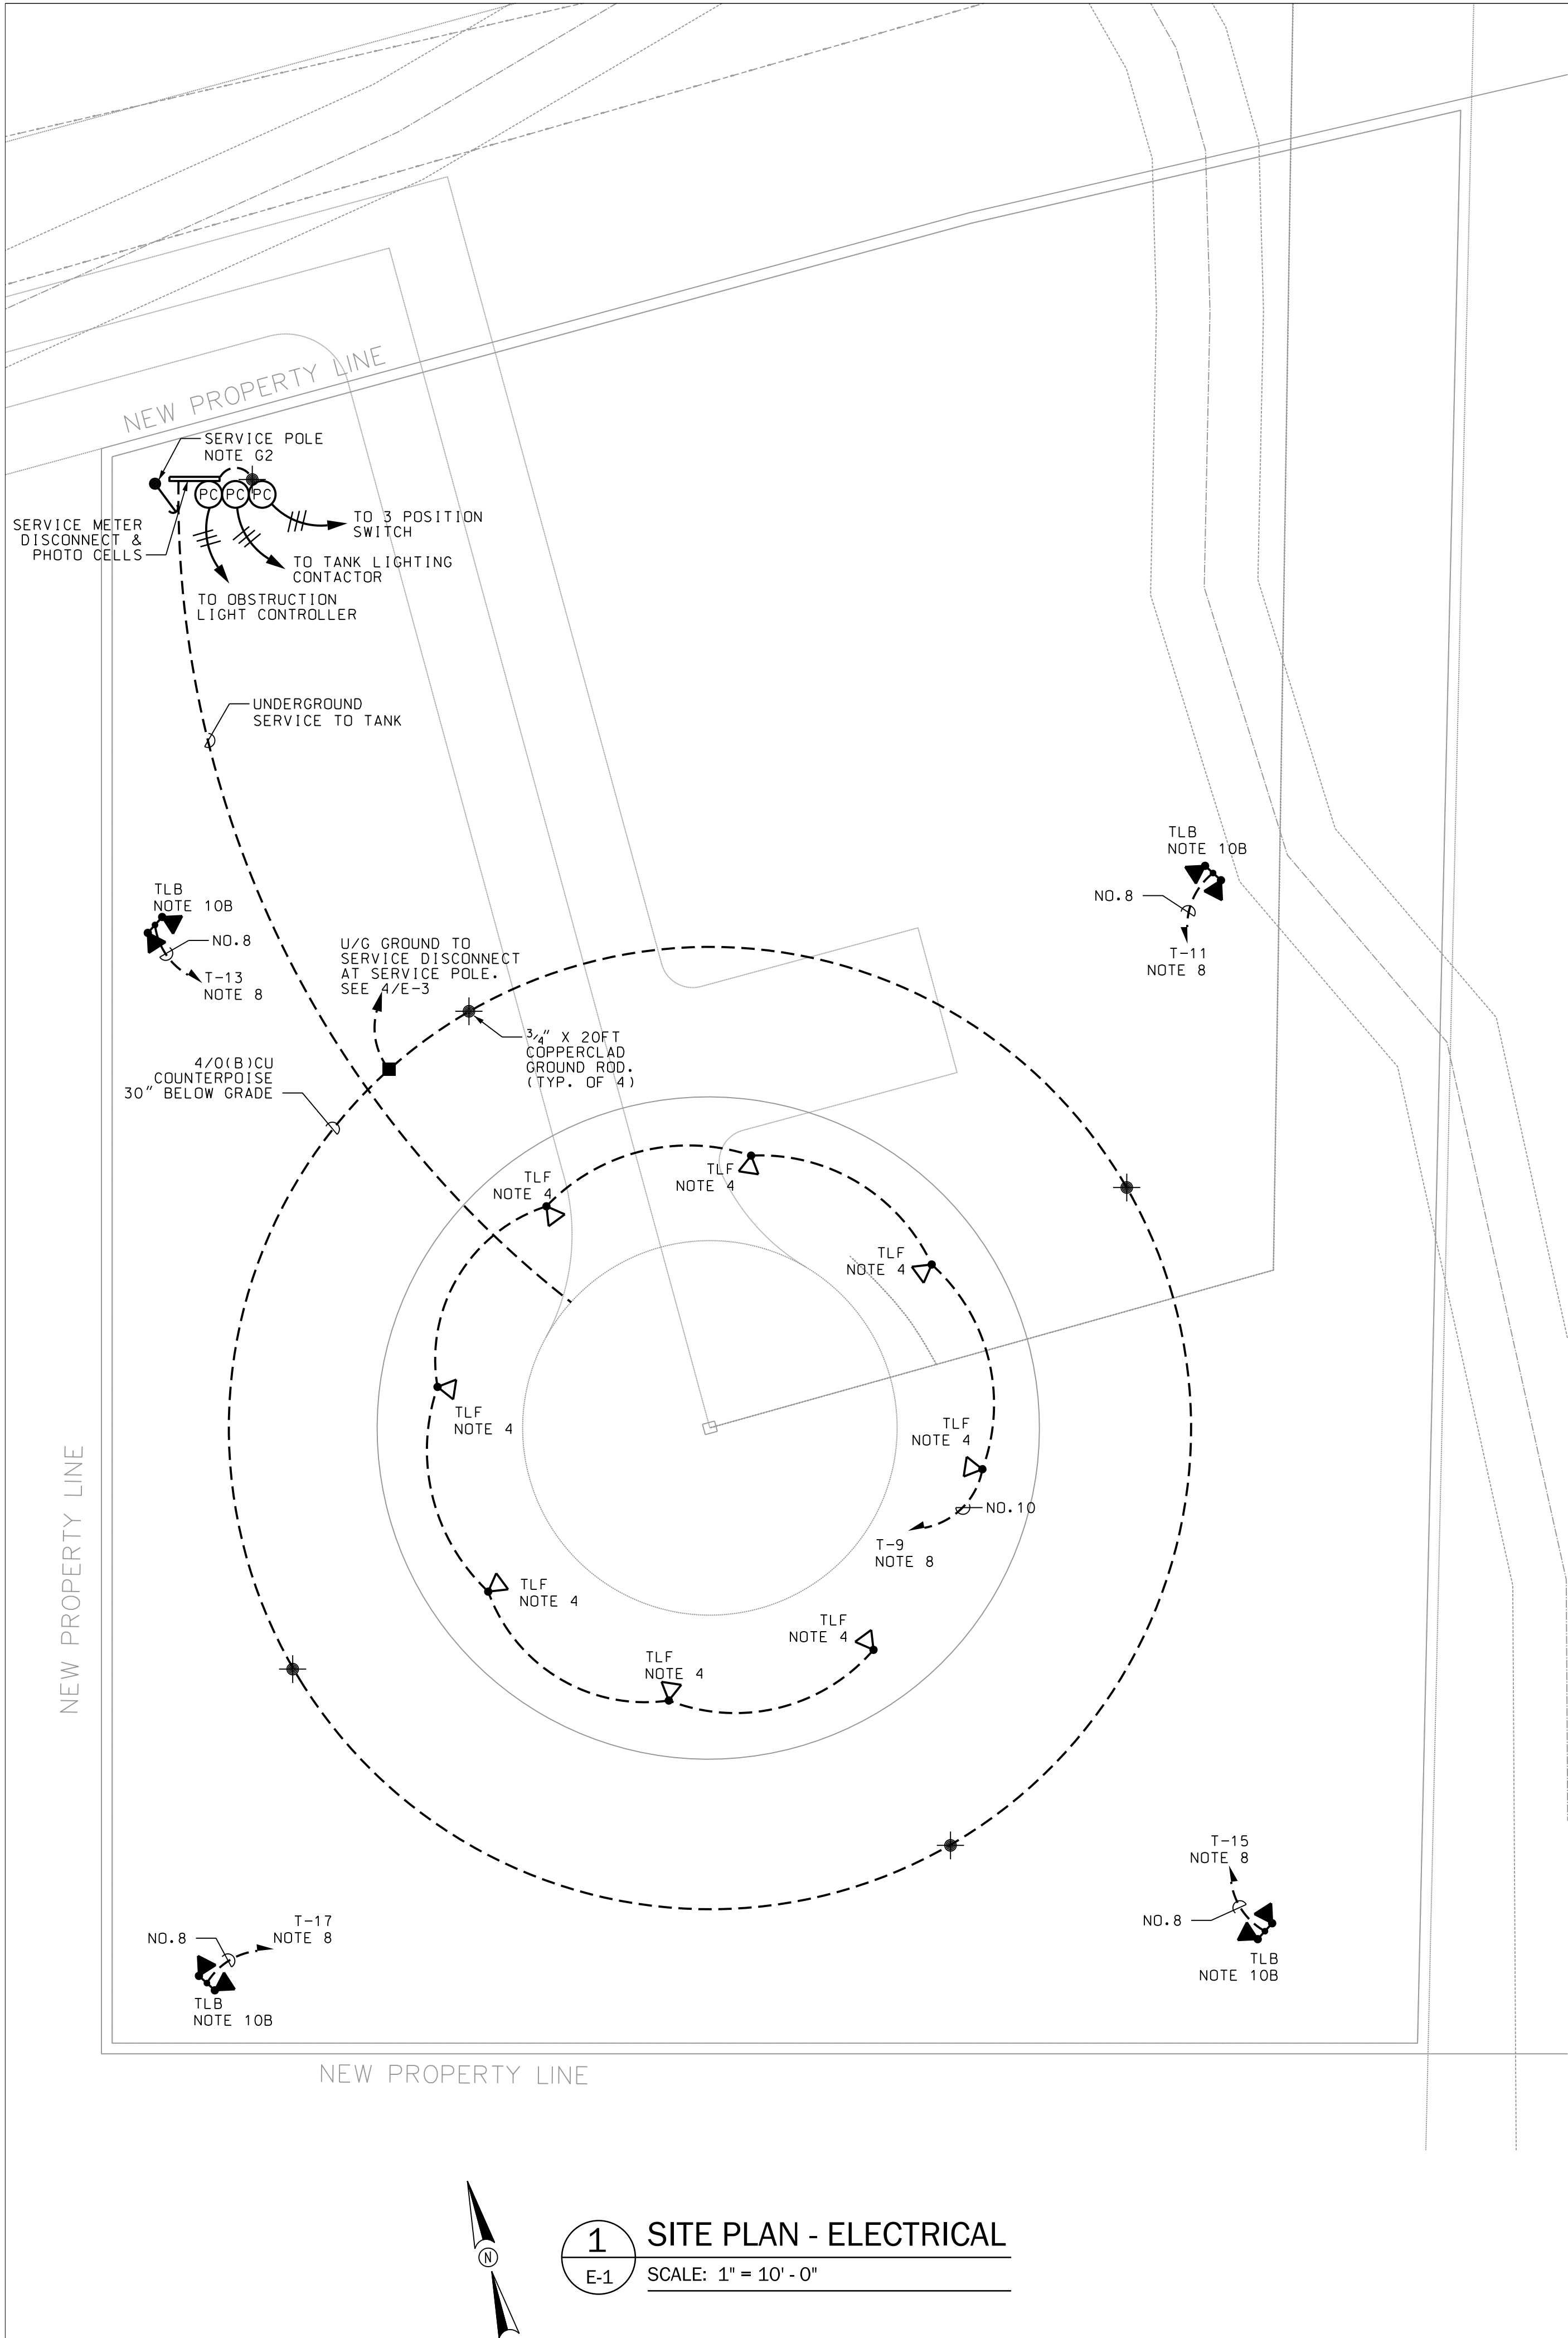 NEW PROPERTY LINE
SERVICE POLE
NOTE G2
PC PC PC
SERVICE METER
DISCONNECT &
PHOTO CELLS
TO 3 POSITION
SWITCH
TO TANK LIGHTING
CONTACTOR
TO OBSTRUCTION
LIGHT CONTROLLER
UNDERGROUND
SERVICE TO TANK
TLB
NOTE 10B
NO.8
T-11
NOTE 8
TLB
NOTE 10B
NO.8
T-13
NOTE 8
U/G GROUND TO
SERVICE DISCONNECT
AT SERVICE POLE.
SEE 4/E-3
3/4" X 20FT
COPPERCLAD
GROUND ROD.
(TYP. OF 4)
4/0(B)CU
COUNTERPOISE
30" BELOW GRADE
TLF
NOTE 4
TLF
NOTE 4
TLF
NOTE 4
TLF
NOTE 4
TLF
NOTE 4
NO.10
T-9
NOTE 8
TLF
NOTE 4
TLF
NOTE 4
TLF
NOTE 4
NEW PROPERTY LINE
T-15
NOTE 8
NO.8
TLB
NOTE 10B
T-17
NOTE 8
NO.8
TLB
NOTE 10B
NEW PROPERTY LINE
N
1
E-1
SITE PLAN - ELECTRICAL
SCALE: 1" = 10' - 0"